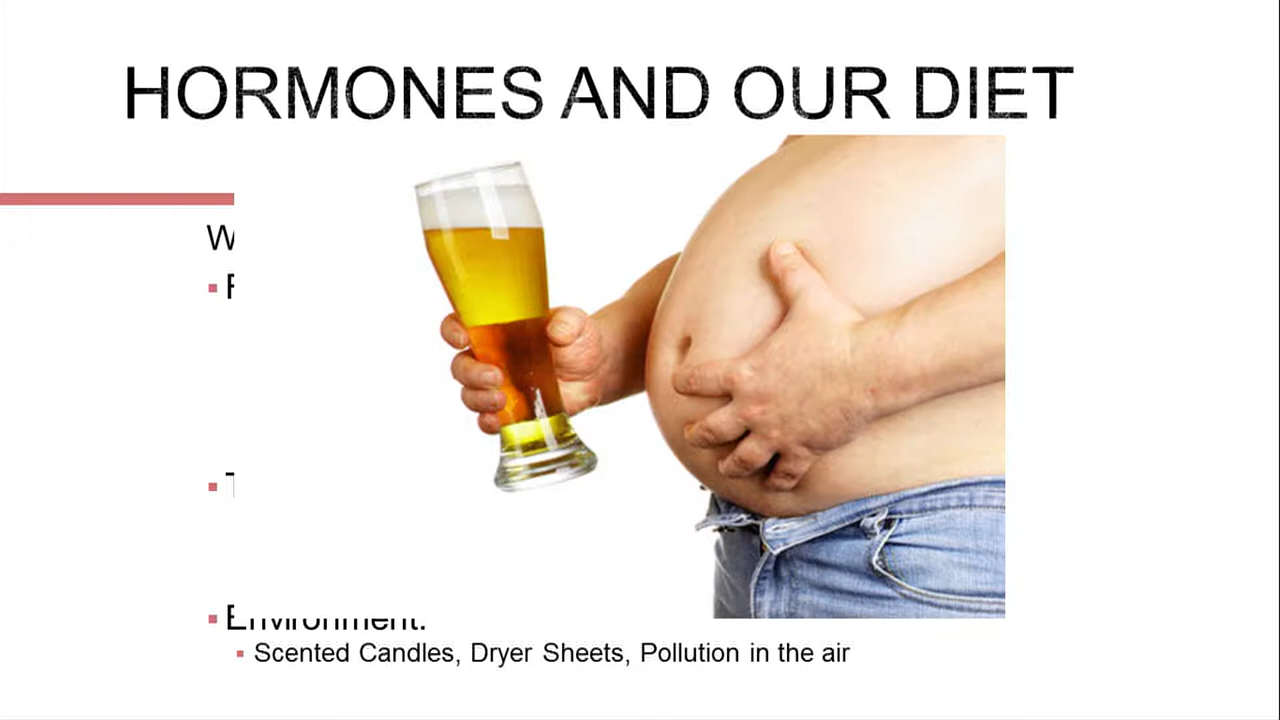 HORMONES AND OUR DIET
Environment:
Scented Candles, Dryer Sheets, Pollution in the air